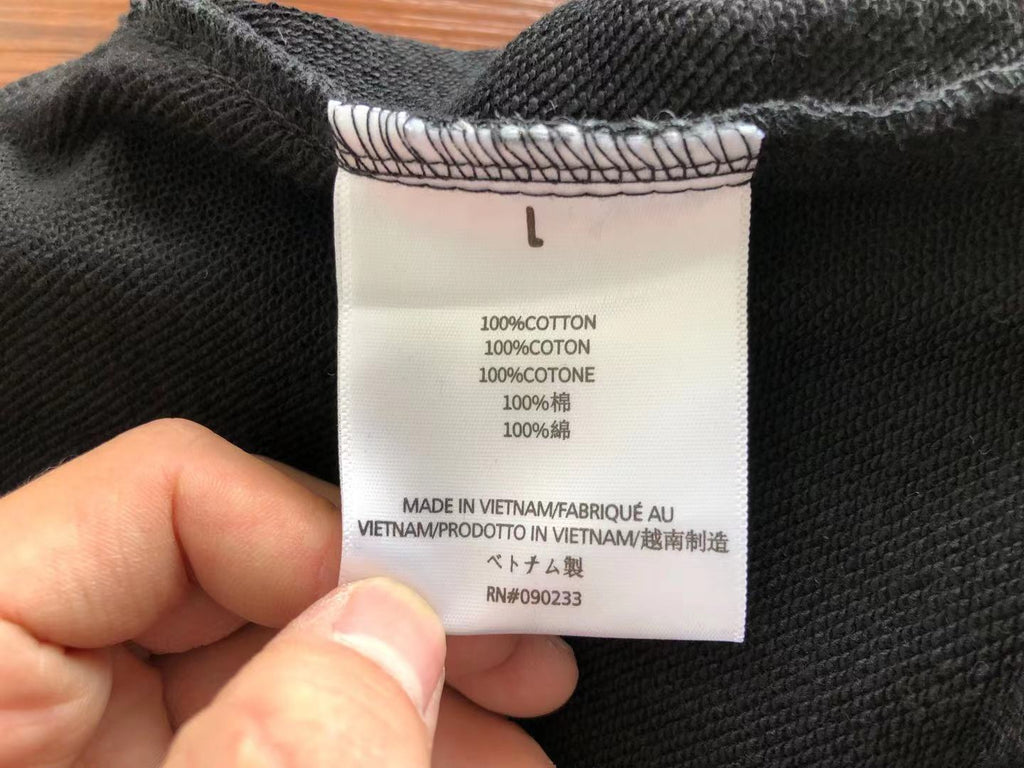 L
100%COTTON
100%COTON
100%COTONE
100%棉
100%綿
MADE IN VIETNAM/FABRIQUÉ AU
VIETNAM/PRODOTTO IN VIETNAM/越南制造
ベトナム製
RN#090233